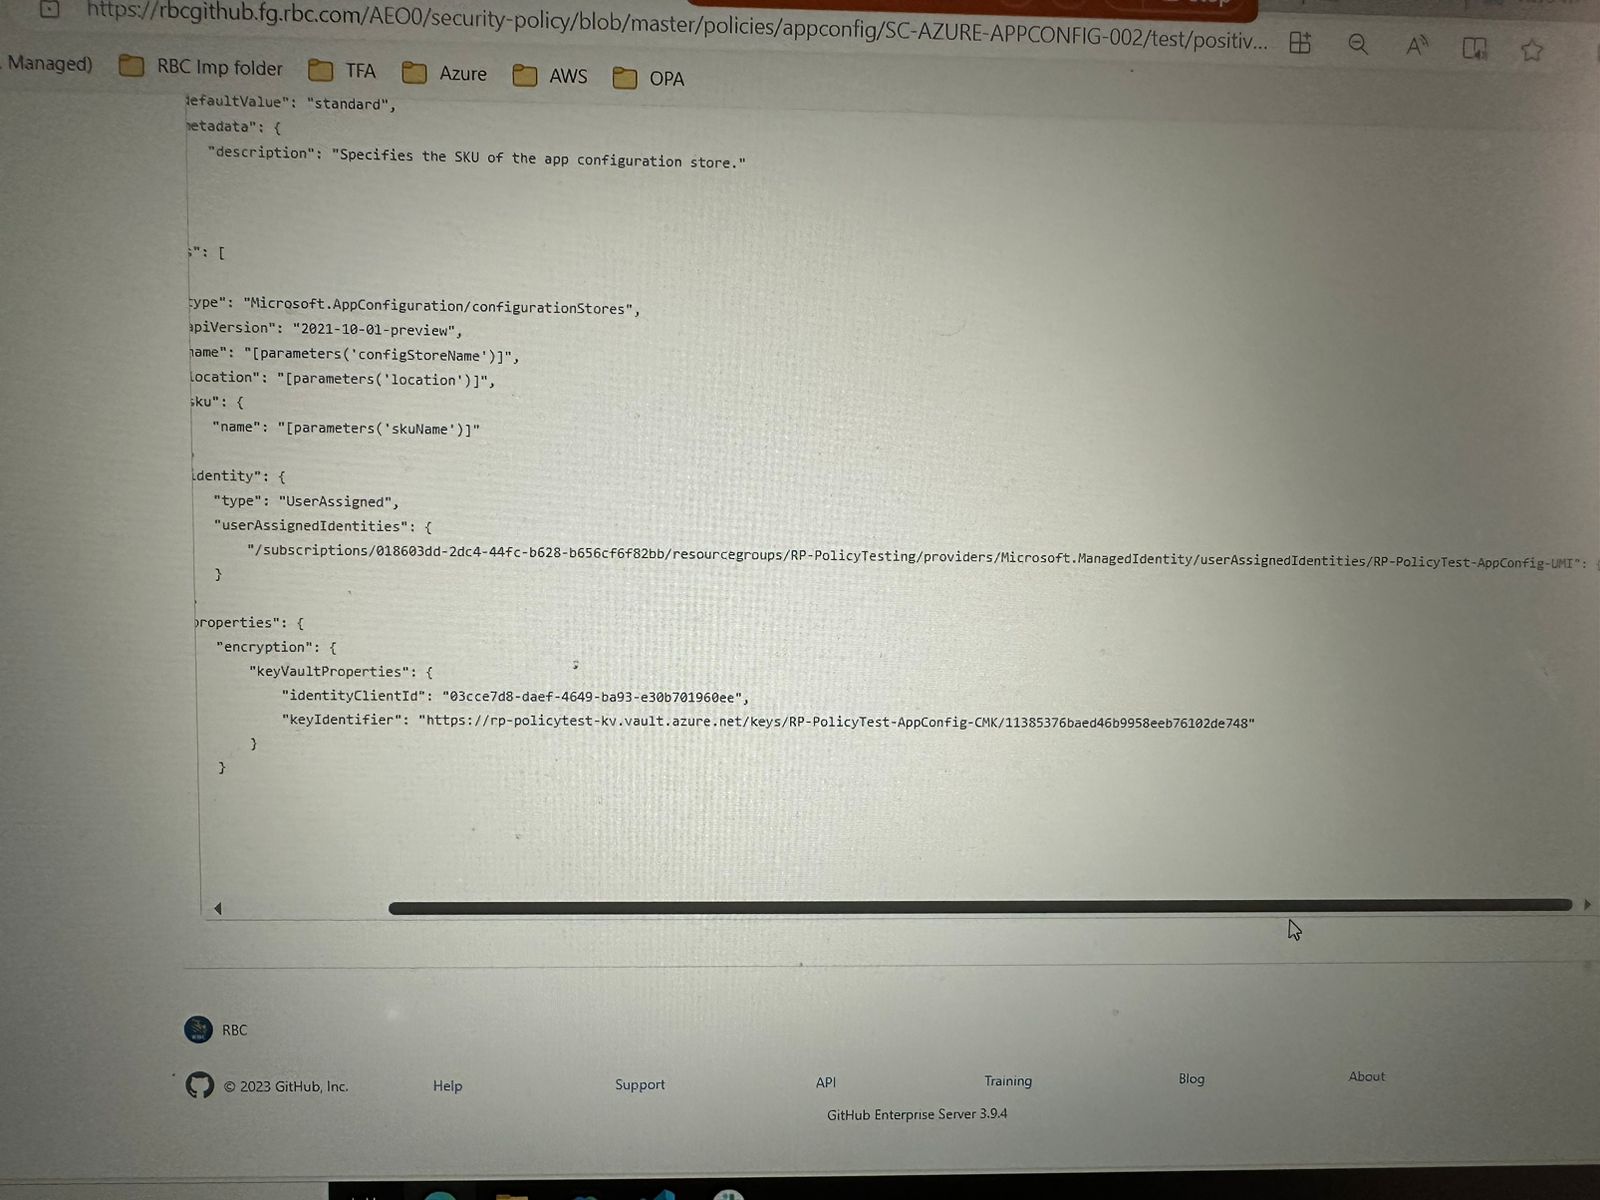 https://rbcgithub.fg.rbc.com/AEO0/security-policy/blob/master/policies/appconfig/SC-AZURE-APPCONFIG-002/test/positiv...
Managed) RBC Imp folder TFA Azure AWS OPA
defaultValue": "standard",
metadata": {
"description": "Specifies the SKU of the app configuration store."
s": [
type": "Microsoft.AppConfiguration/configurationStores",
apiVersion": "2021-10-01-preview",
name": "[parameters('configStoreName')]",
location": "[parameters('location')]",
sku": {
"name": "[parameters('skuName')]"
identity": {
"type": "UserAssigned",
"userAssignedIdentities": {
"/subscriptions/018603dd-2dc4-44fc-b628-b656cf6f82bb/resourcegroups/RP-PolicyTesting/providers/Microsoft.ManagedIdentity/userAssignedIdentities/RP-PolicyTest-AppConfig-UMI": {
}
properties": {
"encryption": {
"keyVaultProperties": {
"identityClientId": "03cce7d8-daef-4649-ba93-e30b701960ee",
"keyIdentifier": "https://rp-policytest-kv.vault.azure.net/keys/RP-PolicyTest-AppConfig-CMK/11385376baed46b9958eeb76102de748"
}
}
RBC
© 2023 GitHub, Inc. Help Support API Training Blog About
GitHub Enterprise Server 3.9.4